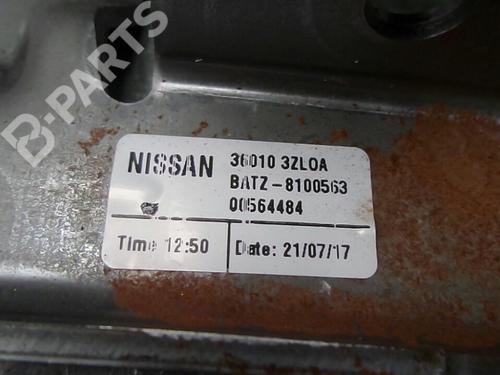 B-PARTS
NISSAN 36010 3ZL0A
BATZ-8100563
00564484
Time 12:50 Date: 21/07/17